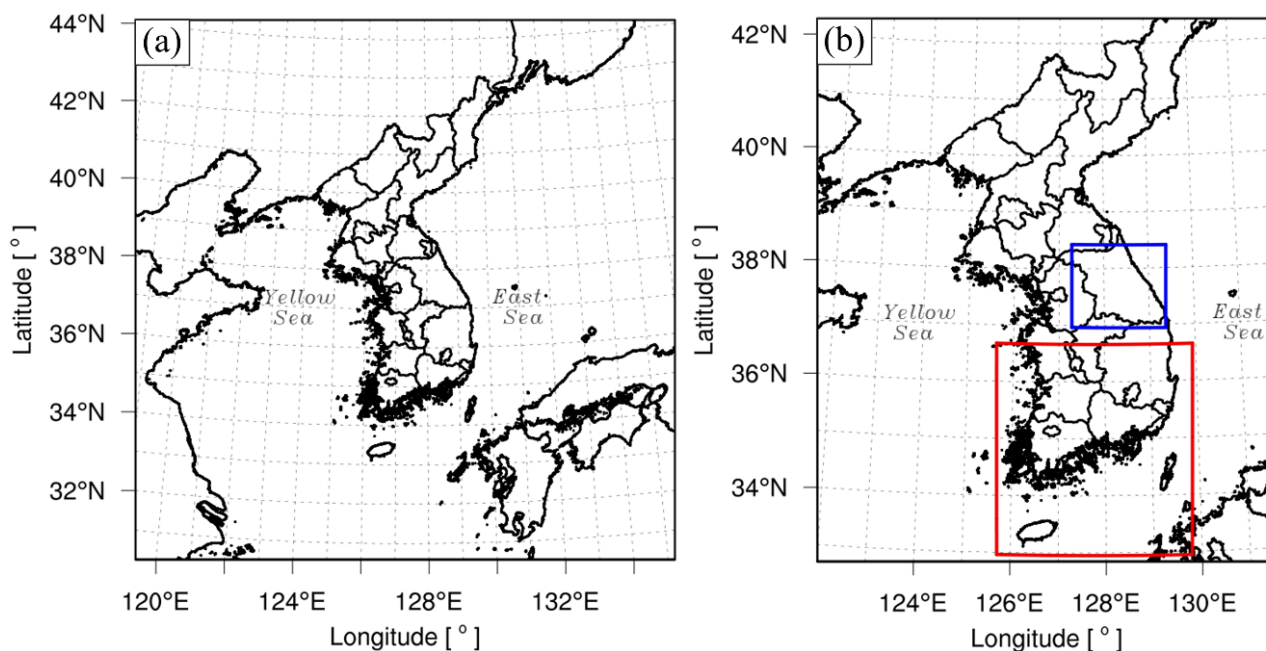 (a)
44°N
42°N
40°N
38°N
36°N
34°N
32°N
Latitude [ ° ]
Yellow
Sea
East
Sea
120°E 124°E 128°E 132°E
Longitude [ ° ]
(b)
42°N
40°N
38°N
36°N
34°N
Latitude [ ° ]
Yellow
Sea
East
Sea
124°E 126°E 128°E 130°E
Longitude [ ° ]